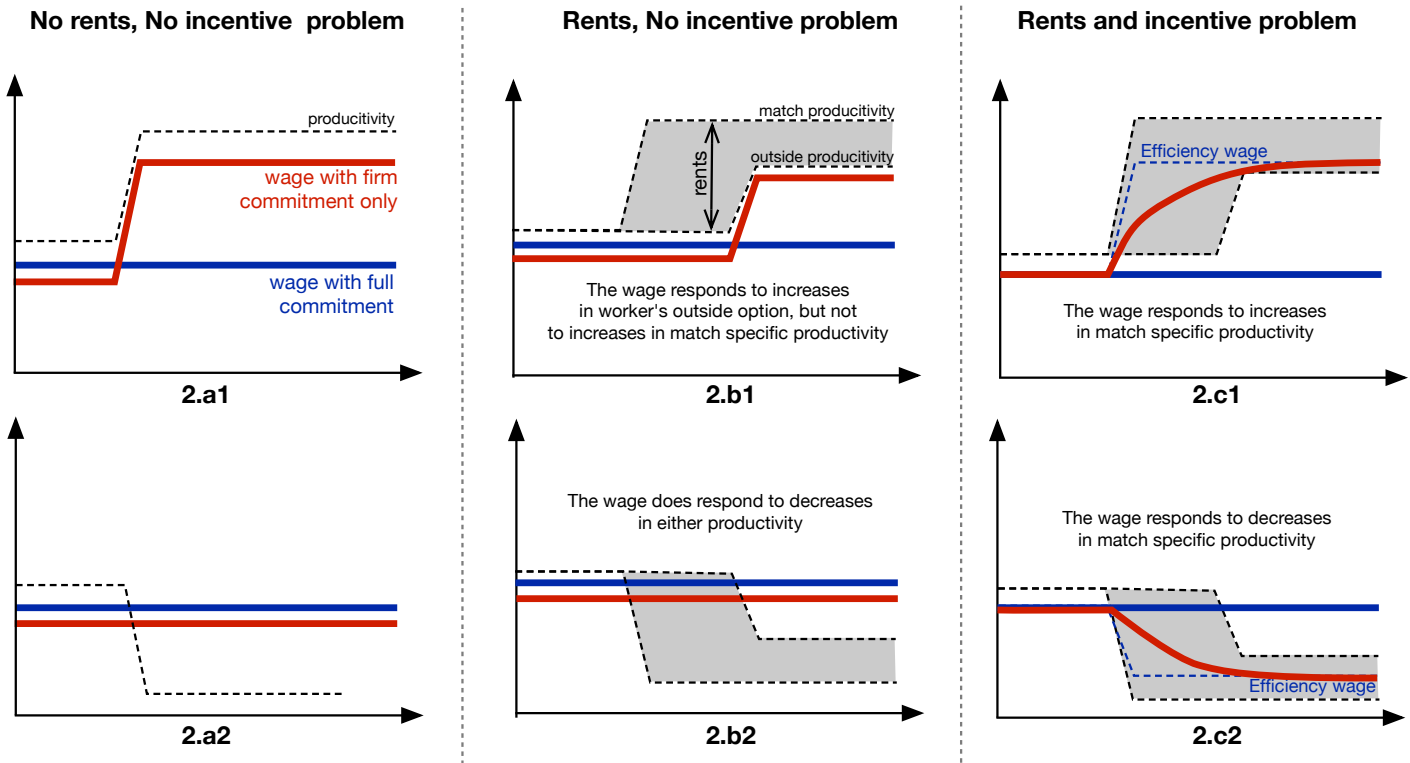 No rents, No incentive problem
Rents, No incentive problem
Rents and incentive problem
producitivity
wage with firm
commitment only
wage with full
commitment
2.a1
match producitivity
outside producitivity
rents
The wage responds to increases
in worker's outside option, but not
to increases in match specific productivity
2.b1
Efficiency wage
The wage responds to increases
in match specific productivity
2.c1
2.a2
The wage does respond to decreases
in either productivity
2.b2
The wage responds to decreases
in match specific productivity
Efficiency wage
2.c2